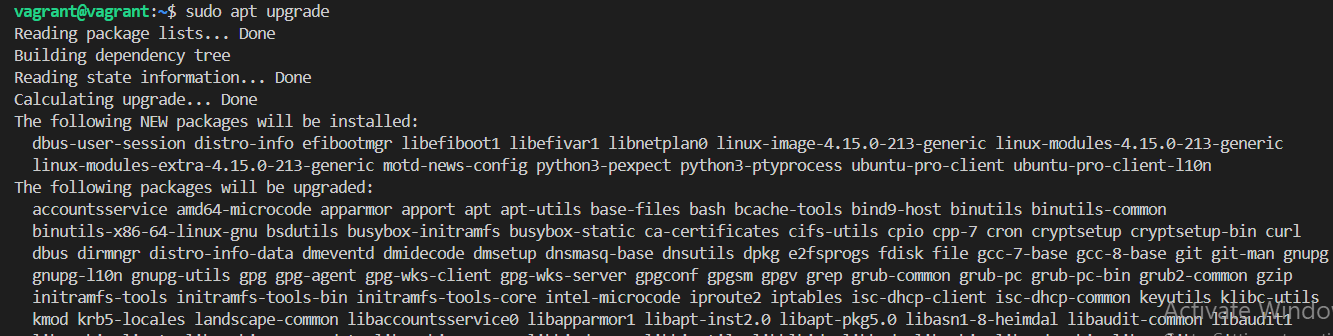 vagrant@vagrant:~$ sudo apt upgrade
Reading package lists... Done
Building dependency tree
Reading state information... Done
Calculating upgrade... Done
The following NEW packages will be installed:
dbus-user-session distro-info efibootmgr libefiboot1 libefivar1 libnetplan0 linux-image-4.15.0-213-generic linux-modules-4.15.0-213-generic
linux-modules-extra-4.15.0-213-generic motd-news-config python3-pexpect python3-ptyprocess ubuntu-pro-client ubuntu-pro-client-l10n
The following packages will be upgraded:
accountsservice amd64-microcode apparmor apport apt apt-utils base-files bash bcache-tools bind9-host binutils binutils-common
binutils-x86-64-linux-gnu bsdutils busybox-initramfs busybox-static ca-certificates cifs-utils cpio cpp-7 cron cryptsetup cryptsetup-bin curl
dbus dirmngr distro-info-data dmeventd dmidecode dmsetup dnsmasq-base dnsutils dpkg e2fsprogs fdisk file gcc-7-base gcc-8-base git git-man gnupg
gnupg-l10n gnupg-utils gpg gpg-agent gpg-wks-client gpg-wks-server gpgconf gpgsm gpgv grep grub-common grub-pc grub-pc-bin grub2-common gzip
initramfs-tools initramfs-tools-bin initramfs-tools-core intel-microcode iproute2 iptables isc-dhcp-client isc-dhcp-common keyutils klibc-utils
kmod krb5-locales landscape-common libaccountsservice0 libapparmor1 libapt-inst2.0 libapt-pkg5.0 libasn1-8-heimdal libaudit-common libaudit1
Activate Windo